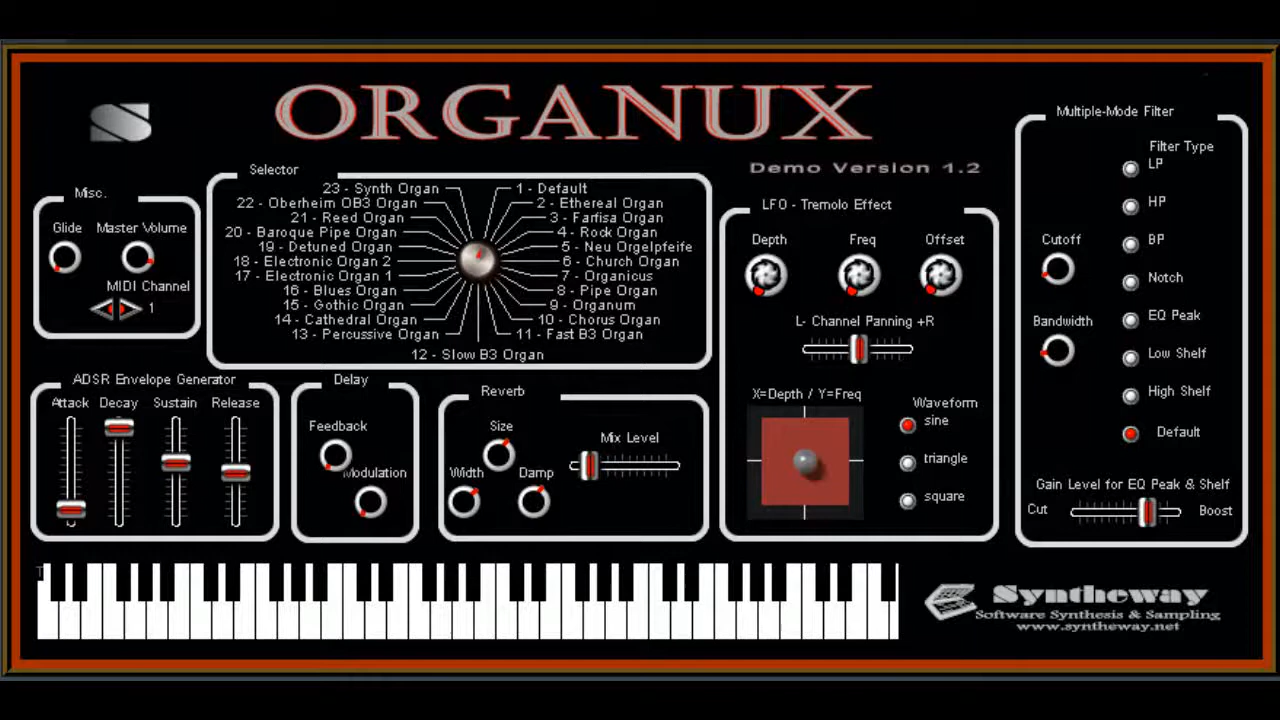 ORGANUX
Demo Version 1.2
Misc.
Glide
Master Volume
MIDI Channel
1
Selector
23 - Synth Organ
22 - Oberheim OB3 Organ
21 - Reed Organ
20 - Baroque Pipe Organ
19 - Detuned Organ
18 - Electronic Organ 2
17 - Electronic Organ 1
16 - Blues Organ
15 - Gothic Organ
14 - Cathedral Organ
13 - Percussive Organ
12 - Slow B3 Organ
1 - Default
2 - Ethereal Organ
3 - Farfisa Organ
4 - Rock Organ
5 - Neu Orgelpfeife
6 - Church Organ
7 - Organicus
8 - Pipe Organ
9 - Organum
10 - Chorus Organ
11 - Fast B3 Organ
ADSR Envelope Generator
Attack
Decay
Sustain
Release
Delay
Feedback
Modulation
Reverb
Size
Width
Damp
Mix Level
LFO - Tremolo Effect
Depth
Freq
Offset
L- Channel Panning +R
X=Depth / Y=Freq
Waveform
sine
triangle
square
Multiple-Mode Filter
Filter Type
LP
HP
BP
Notch
EQ Peak
Low Shelf
High Shelf
Default
Cutoff
Bandwidth
Gain Level for EQ Peak & Shelf
Cut
Boost
Syntheway
Software Synthesis & Sampling
www.syntheway.net